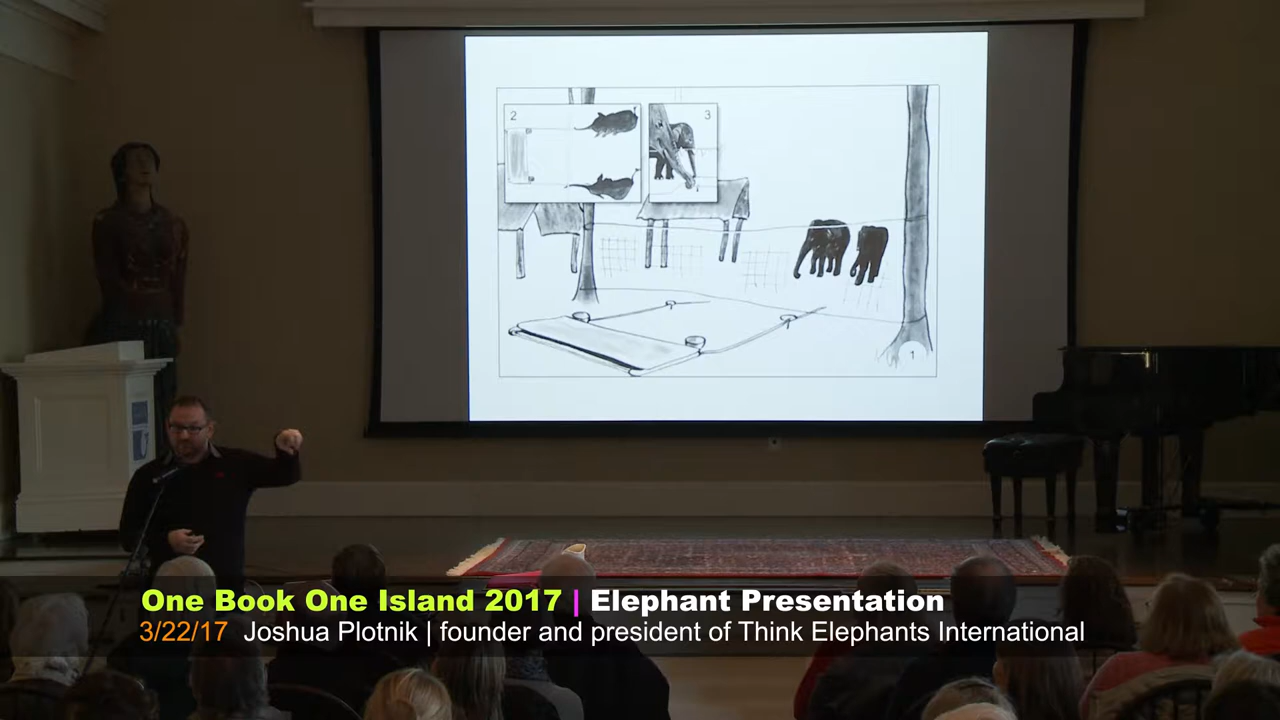 2
3
1
One Book One Island 2017 | Elephant Presentation
3/22/17 Joshua Plotnik | founder and president of Think Elephants International